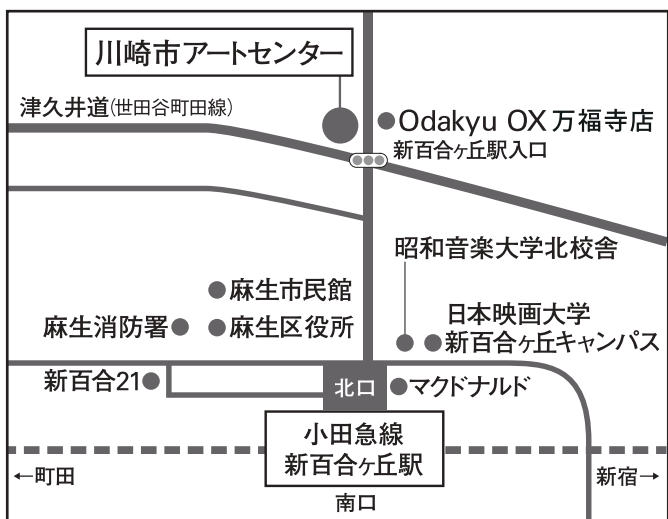 川崎市アートセンター
津久井道(世田谷町田線)
Odakyu OX 万福寺店
新百合ヶ丘駅入口
昭和音楽大学北校舎
麻生市民館
日本映画大学
新百合ヶ丘キャンパス
麻生消防署
麻生区役所
新百合21
北口
マクドナルド
小田急線
新百合ヶ丘駅
←町田
新宿→
南口